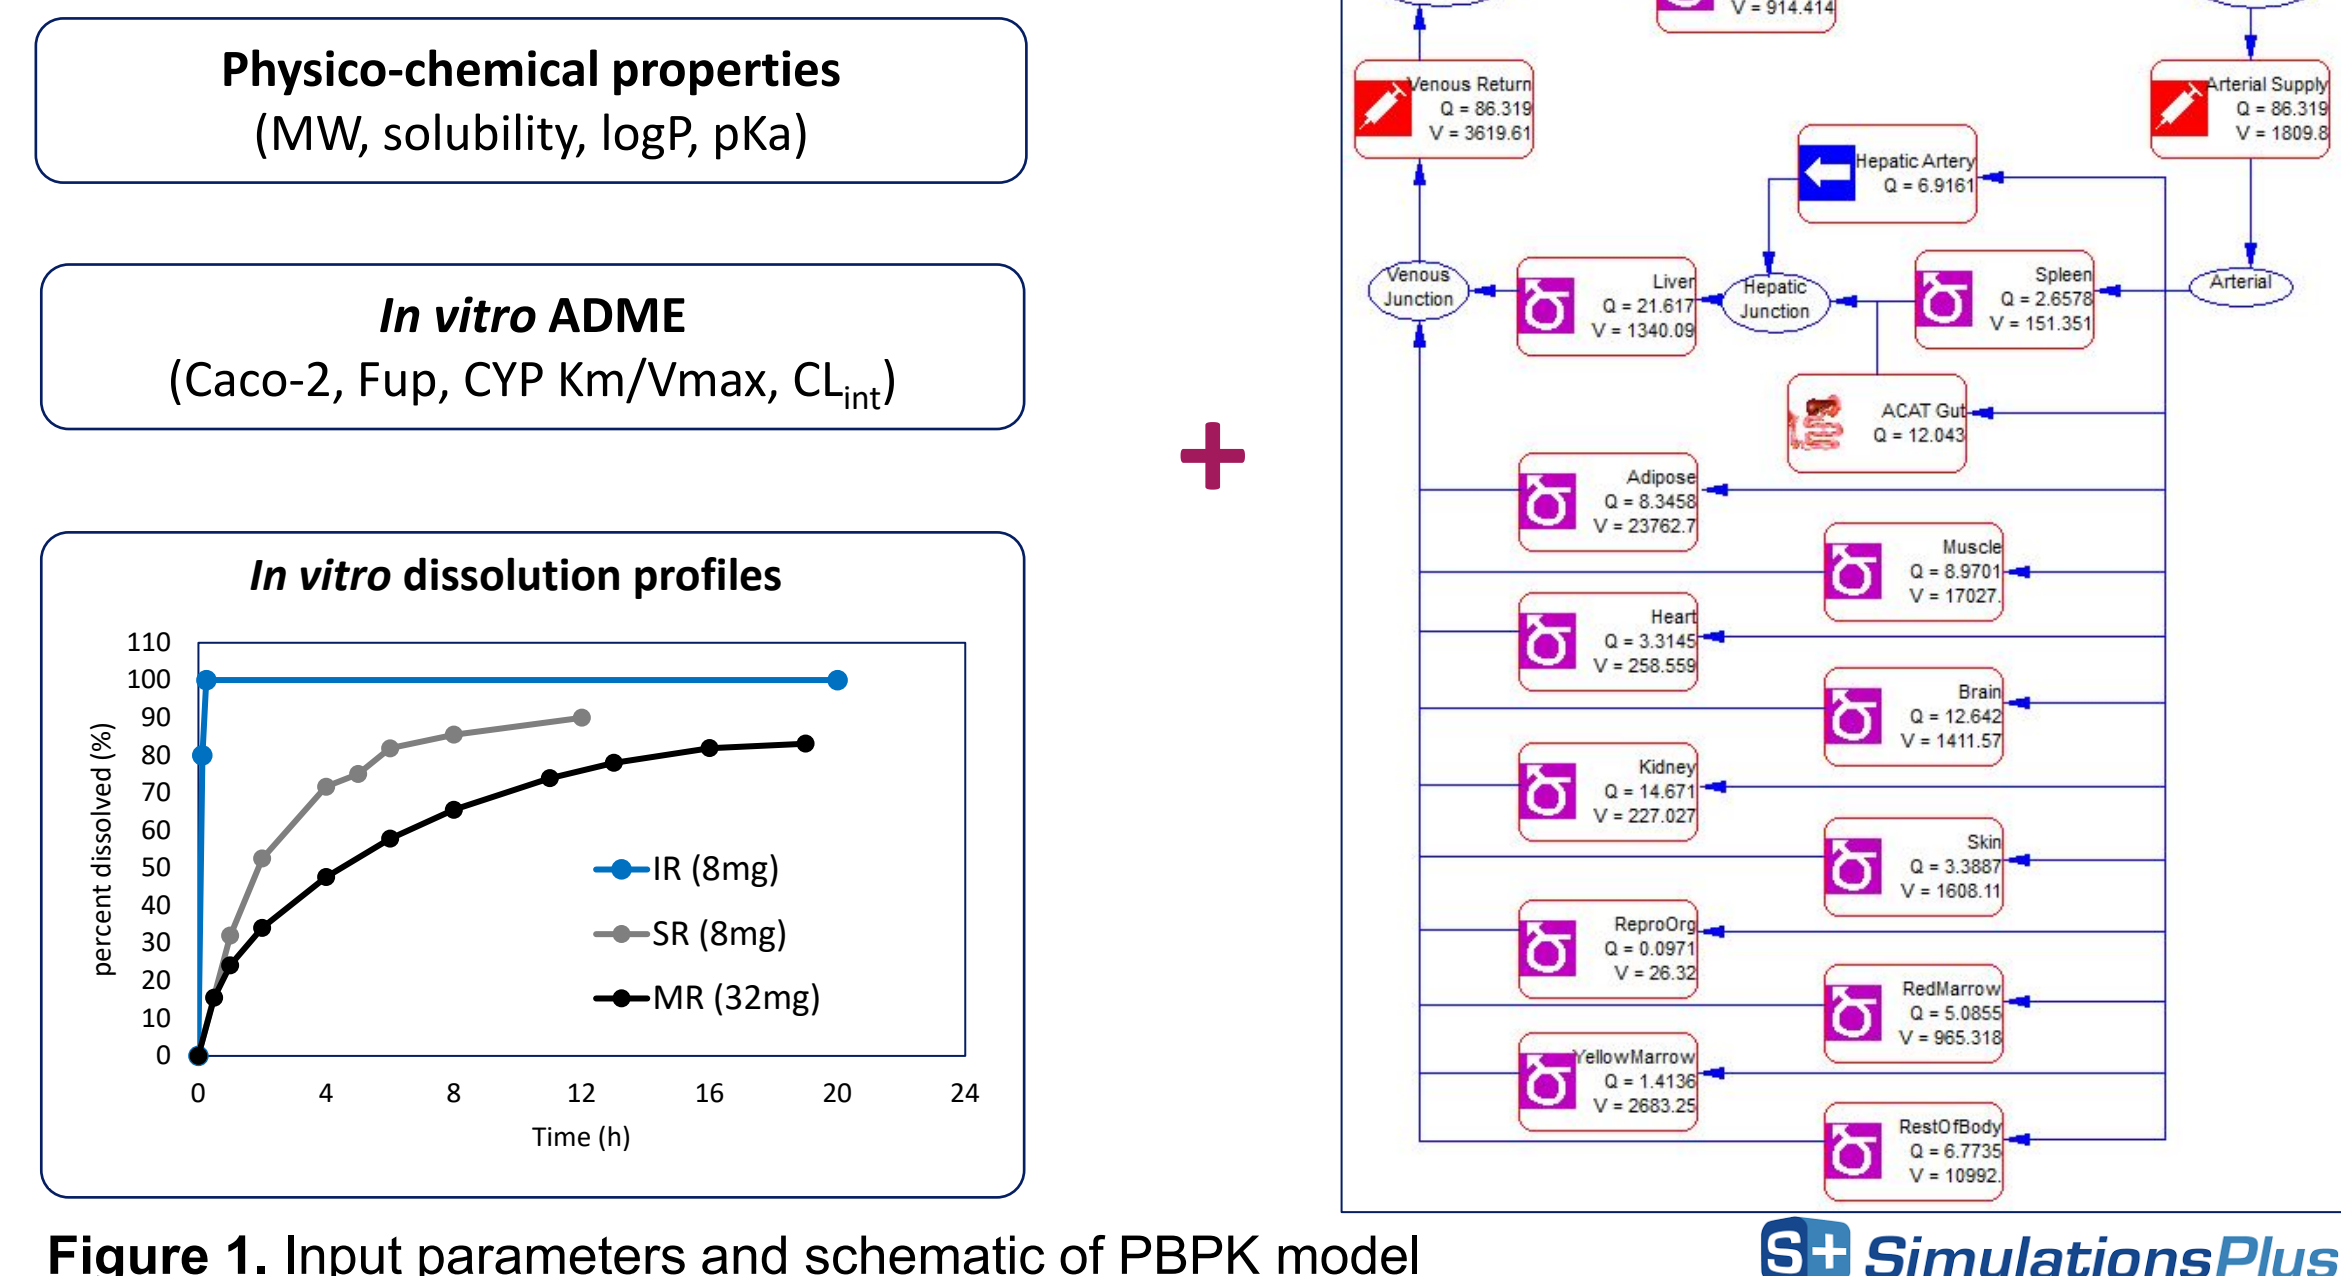 Physico-chemical properties
(MW, solubility, logP, pKa)
In vitro ADME
(Caco-2, Fup, CYP Km/Vmax, CLint)
In vitro dissolution profiles
110
100
90
80
70
60
50
40
30
20
10
0
percent dissolved (%)
0 4 8 12 16 20 24
Time (h)
IR (8mg)
SR (8mg)
MR (32mg)
+
V = 914.414
Venous Return
Q = 86.319
V = 3619.61
Arterial Supply
Q = 86.319
V = 1809.8
Hepatic Artery
Q = 6.9161
Venous
Junction
Liver
Q = 21.617
V = 1340.09
Hepatic
Junction
Spleen
Q = 2.6578
V = 151.351
Arterial
ACAT Gut
Q = 12.043
Adipose
Q = 8.3458
V = 23762.7
Muscle
Q = 8.9701
V = 17027.
Heart
Q = 3.3145
V = 258.559
Brain
Q = 12.642
V = 1411.57
Kidney
Q = 14.671
V = 227.027
Skin
Q = 3.3887
V = 1608.11
ReproOrg
Q = 0.0971
V = 26.32
RedMarrow
Q = 5.0855
V = 965.318
YellowMarrow
Q = 1.4136
V = 2683.25
RestOfBody
Q = 6.7735
V = 10992.
Figure 1. Input parameters and schematic of PBPK model
S+ SimulationsPlus